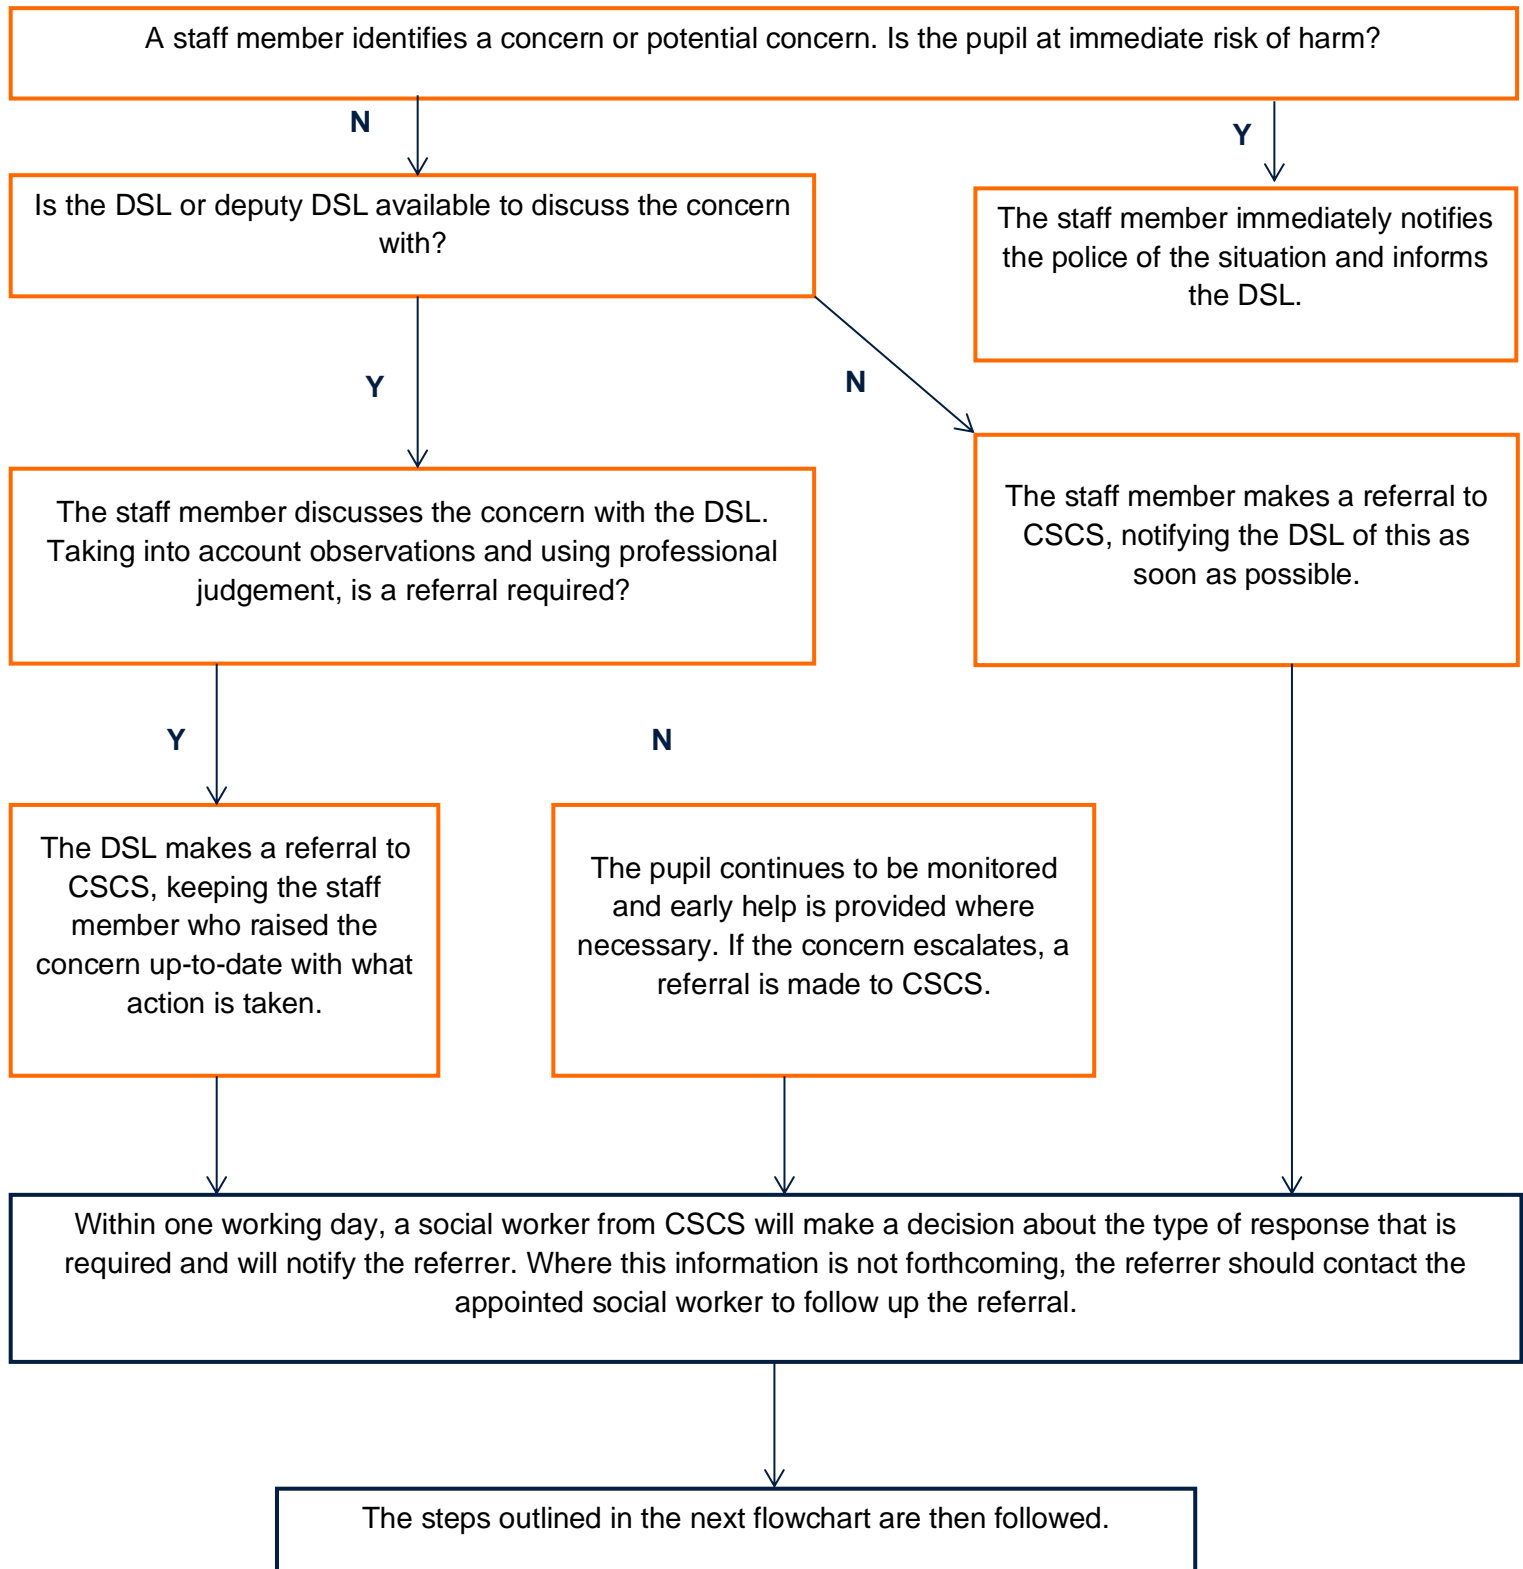 A staff member identifies a concern or potential concern. Is the pupil at immediate risk of harm?
N
Y
Is the DSL or deputy DSL available to discuss the concern
with?
The staff member immediately notifies
the police of the situation and informs
the DSL.
Y
N
The staff member discusses the concern with the DSL.
Taking into account observations and using professional
judgement, is a referral required?
The staff member makes a referral to
CSCS, notifying the DSL of this as
soon as possible.
Y
N
The DSL makes a referral to
CSCS, keeping the staff
member who raised the
concern up-to-date with what
action is taken.
The pupil continues to be monitored
and early help is provided where
necessary. If the concern escalates, a
referral is made to CSCS.
Within one working day, a social worker from CSCS will make a decision about the type of response that is
required and will notify the referrer. Where this information is not forthcoming, the referrer should contact the
appointed social worker to follow up the referral.
The steps outlined in the next flowchart are then followed.